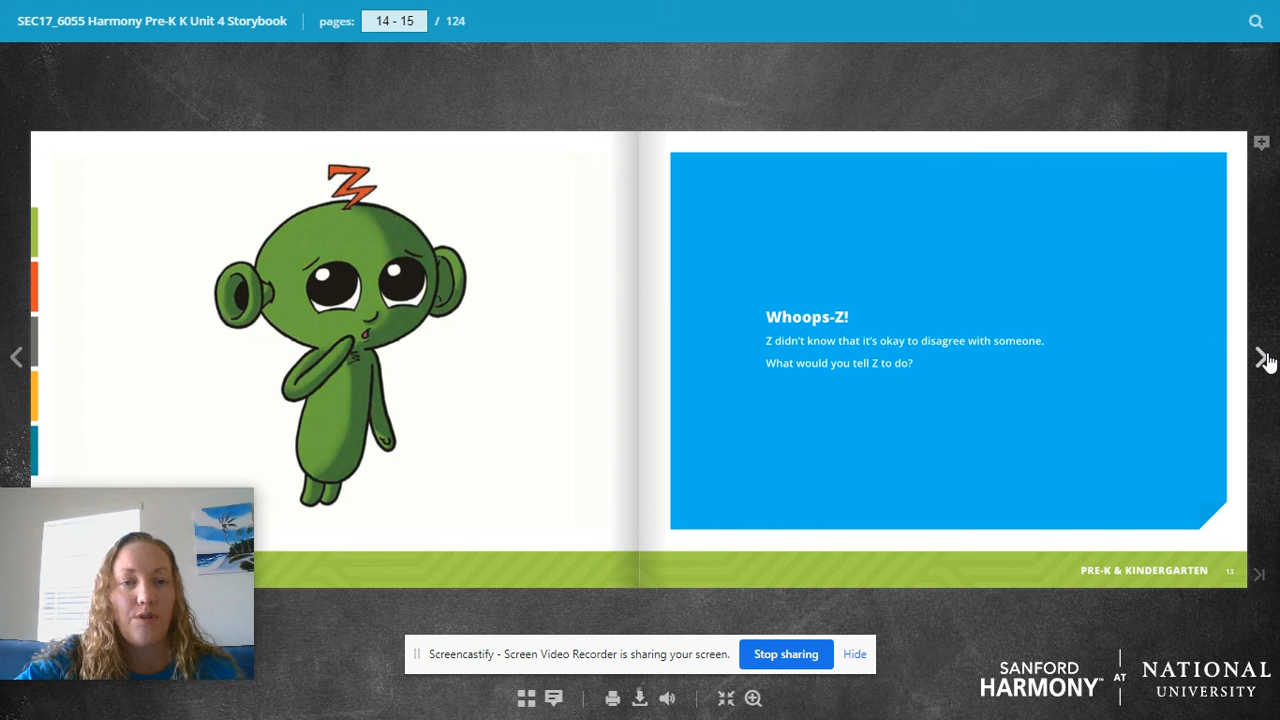 SEC17_6055 Harmony Pre-K K Unit 4 Storybook
pages: 14 - 15 / 124
Z
Whoops-Z!
Z didn't know that it's okay to disagree with someone.
What would you tell Z to do?
PRE-K & KINDERGARTEN 13
Screencastify - Screen Video Recorder is sharing your screen. Stop sharing Hide
SANFORD HARMONY™ AT NATIONAL UNIVERSITY